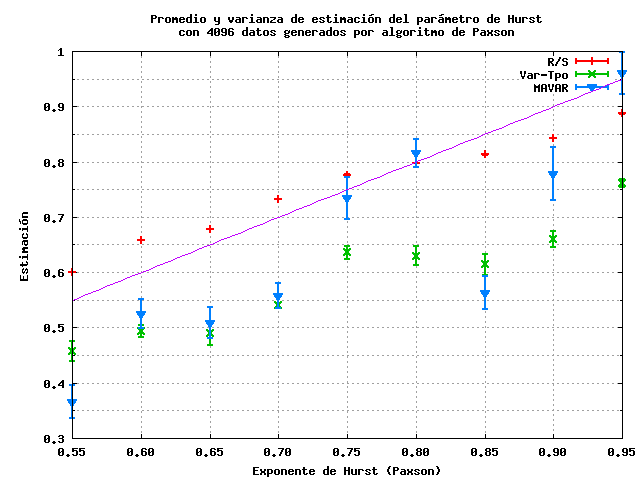 Promedio y varianza de estimación del parámetro de Hurst
con 4096 datos generados por algoritmo de Paxson
R/S
Var-Tpo
MAVAR
1
0.9
0.8
0.7
0.6
0.5
0.4
0.3
Estimación
0.55 0.60 0.65 0.70 0.75 0.80 0.85 0.90 0.95
Exponente de Hurst (Paxson)